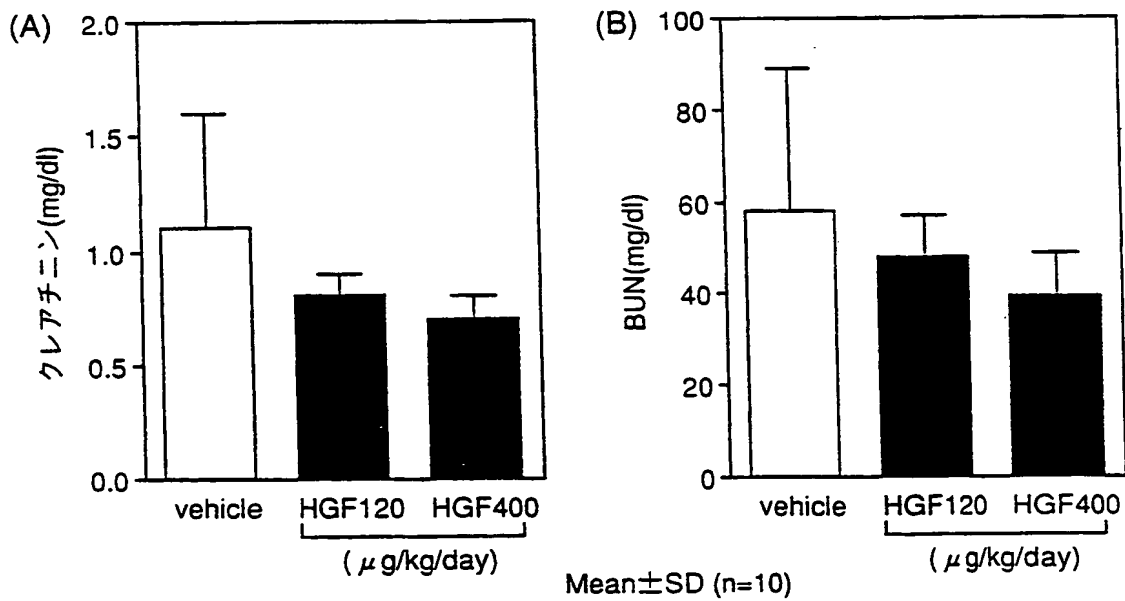 (A)
クレアチニン(mg/dl)
2.0
1.5
1.0
0.5
0.0
vehicle HGF120 HGF400
(μg/kg/day)
(B)
BUN(mg/dl)
100
80
60
40
20
0
vehicle HGF120 HGF400
(μg/kg/day)
Mean±SD (n=10)